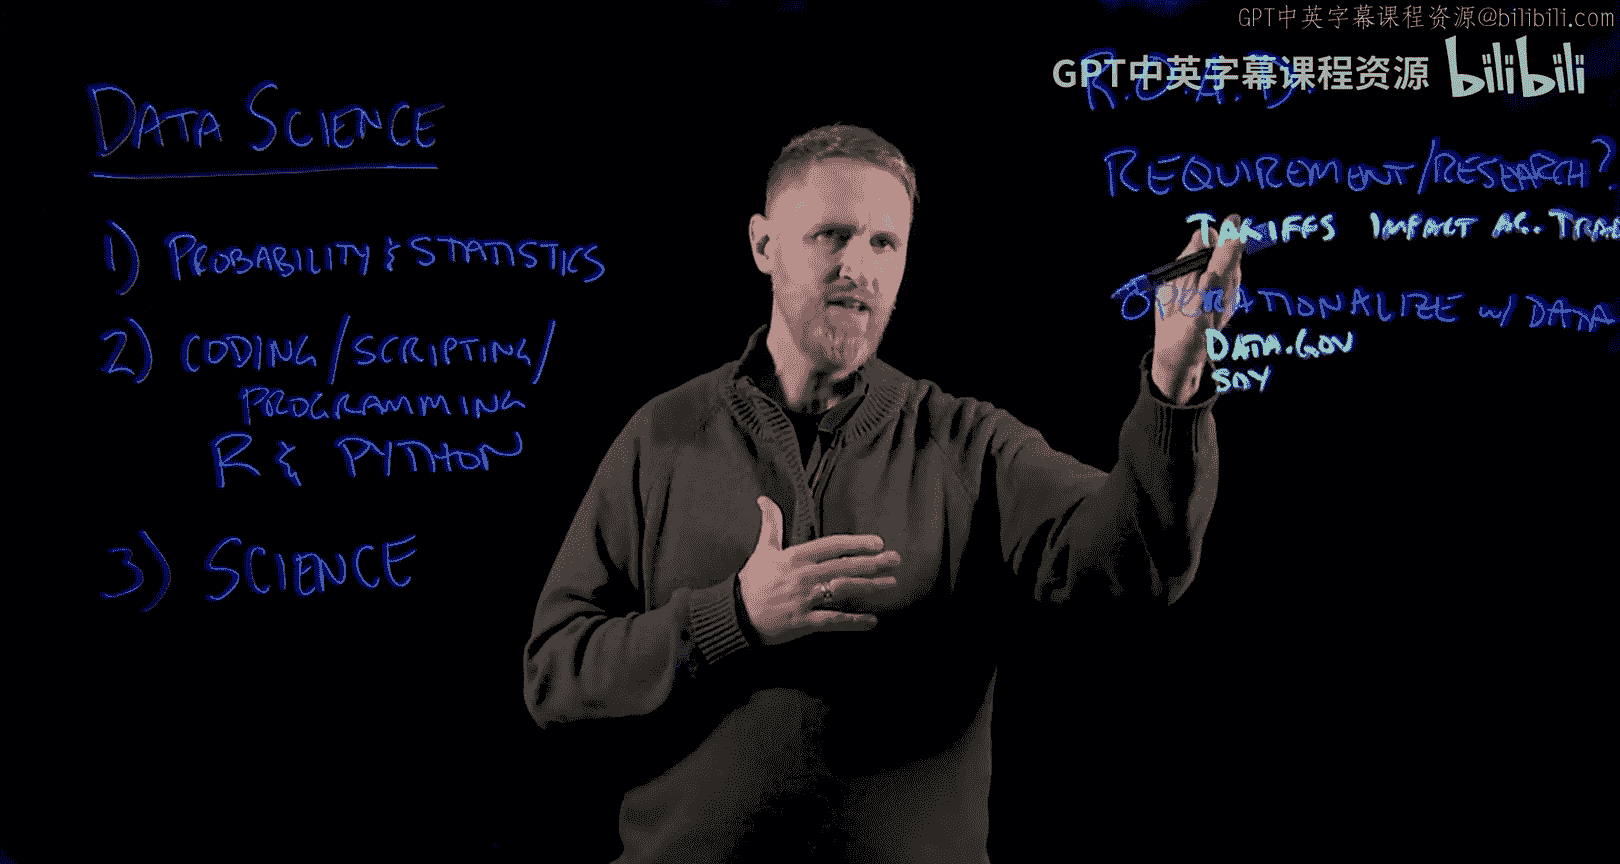 GPT中英字幕课程资源@bilibili.com
GPT中英字幕课程资源 bilibili
DATA SCIENCE
1) PROBABILITY & STATISTICS
2) CODING/SCRIPTING/
PROGRAMMING
R & PYTHON
3) SCIENCE
R.O.A.D.
REQUIREMENT/RESEARCH?
TARIFFS IMPACT AG. TRAD
OPERATIONALIZE w/ DATA
DATA.GOV
SOY